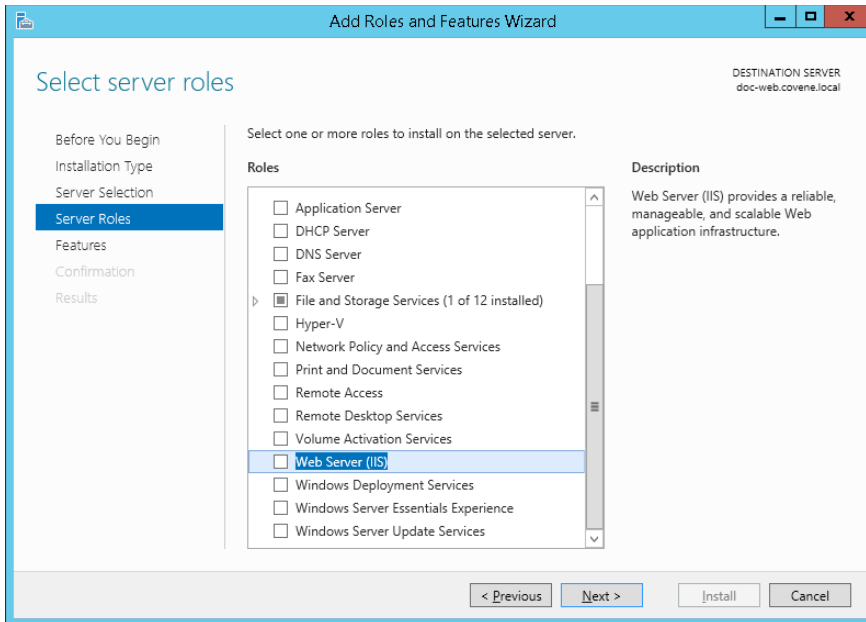 Add Roles and Features Wizard
Select server roles
DESTINATION SERVER
doc-web.covene.local
Before You Begin
Installation Type
Server Selection
Server Roles
Features
Confirmation
Results
Select one or more roles to install on the selected server.
Roles
Application Server
DHCP Server
DNS Server
Fax Server
File and Storage Services (1 of 12 installed)
Hyper-V
Network Policy and Access Services
Print and Document Services
Remote Access
Remote Desktop Services
Volume Activation Services
Web Server (IIS)
Windows Deployment Services
Windows Server Essentials Experience
Windows Server Update Services
Description
Web Server (IIS) provides a reliable,
manageable, and scalable Web
application infrastructure.
< Previous
Next >
Install
Cancel